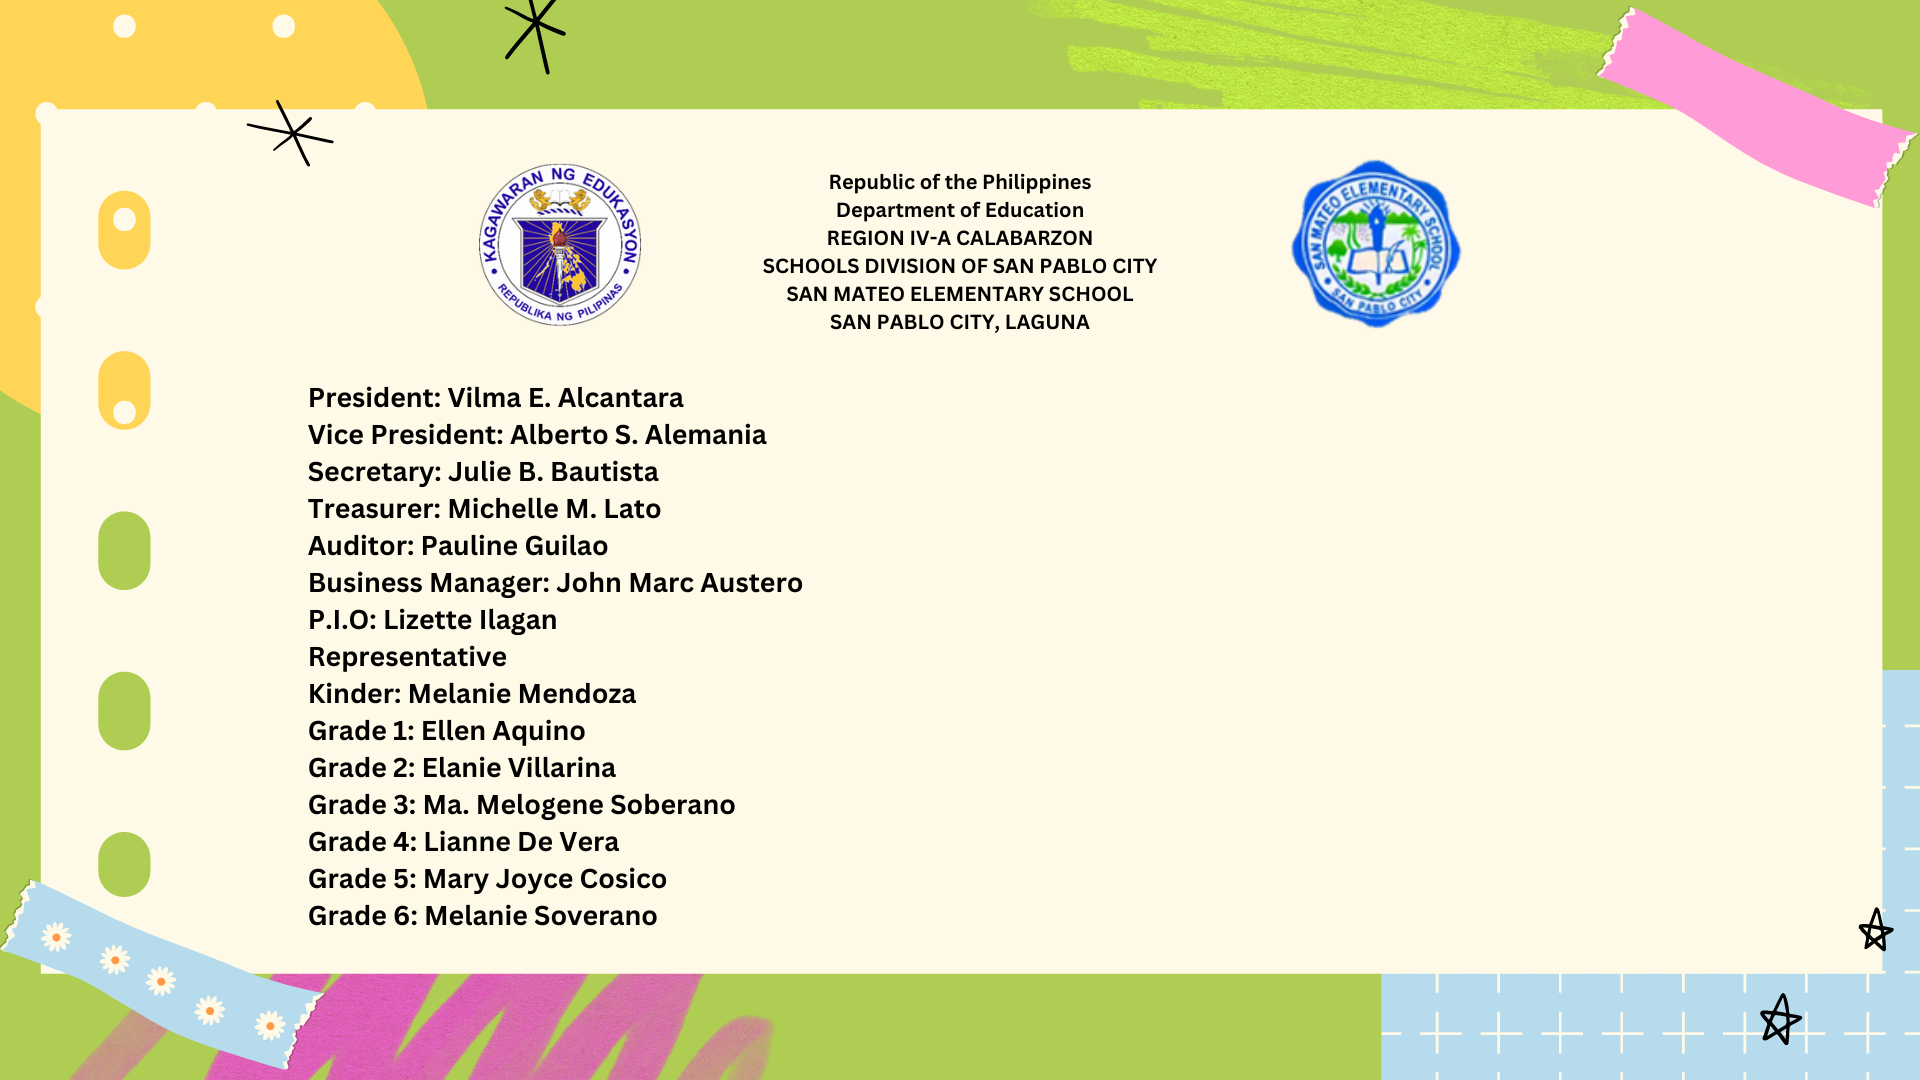 KAGAWARAN NG EDUKASYON
REPUBLIKA NG PILIPINAS
Republic of the Philippines
Department of Education
REGION IV-A CALABARZON
SCHOOLS DIVISION OF SAN PABLO CITY
SAN MATEO ELEMENTARY SCHOOL
SAN PABLO CITY, LAGUNA
SAN MATEO ELEMENTARY SCHOOL
SAN PABLO CITY
President: Vilma E. Alcantara
Vice President: Alberto S. Alemania
Secretary: Julie B. Bautista
Treasurer: Michelle M. Lato
Auditor: Pauline Guilao
Business Manager: John Marc Austero
P.I.O: Lizette Ilagan
Representative
Kinder: Melanie Mendoza
Grade 1: Ellen Aquino
Grade 2: Elanie Villarina
Grade 3: Ma. Melogene Soberano
Grade 4: Lianne De Vera
Grade 5: Mary Joyce Cosico
Grade 6: Melanie Soverano